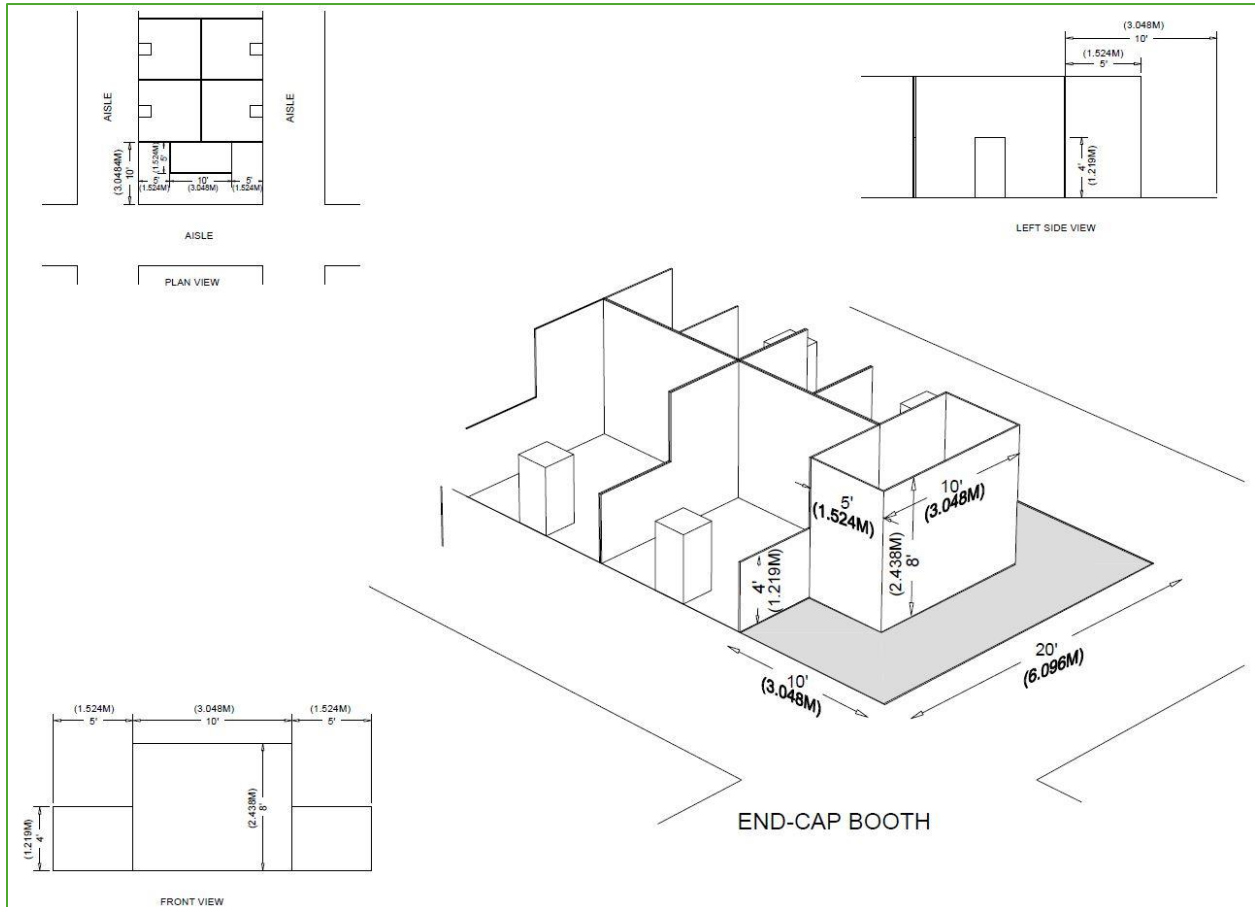 AISLE
AISLE
(3.0484M)
10'
(1.524M)
5'
5'
10'
5'
(1.524M)
(3.048M)
(1.524M)
AISLE
PLAN VIEW
(3.048M)
10'
(1.524M)
5'
4'
(1.219M)
LEFT SIDE VIEW
5'
(1.524M)
10'
(3.048M)
(2.438M)
8'
4'
(1.219M)
10'
(3.048M)
20'
(6.096M)
END-CAP BOOTH
(1.524M)
(3.048M)
(1.524M)
5'
10'
5'
(1.219M)
4'
(2.438M)
8'
FRONT VIEW